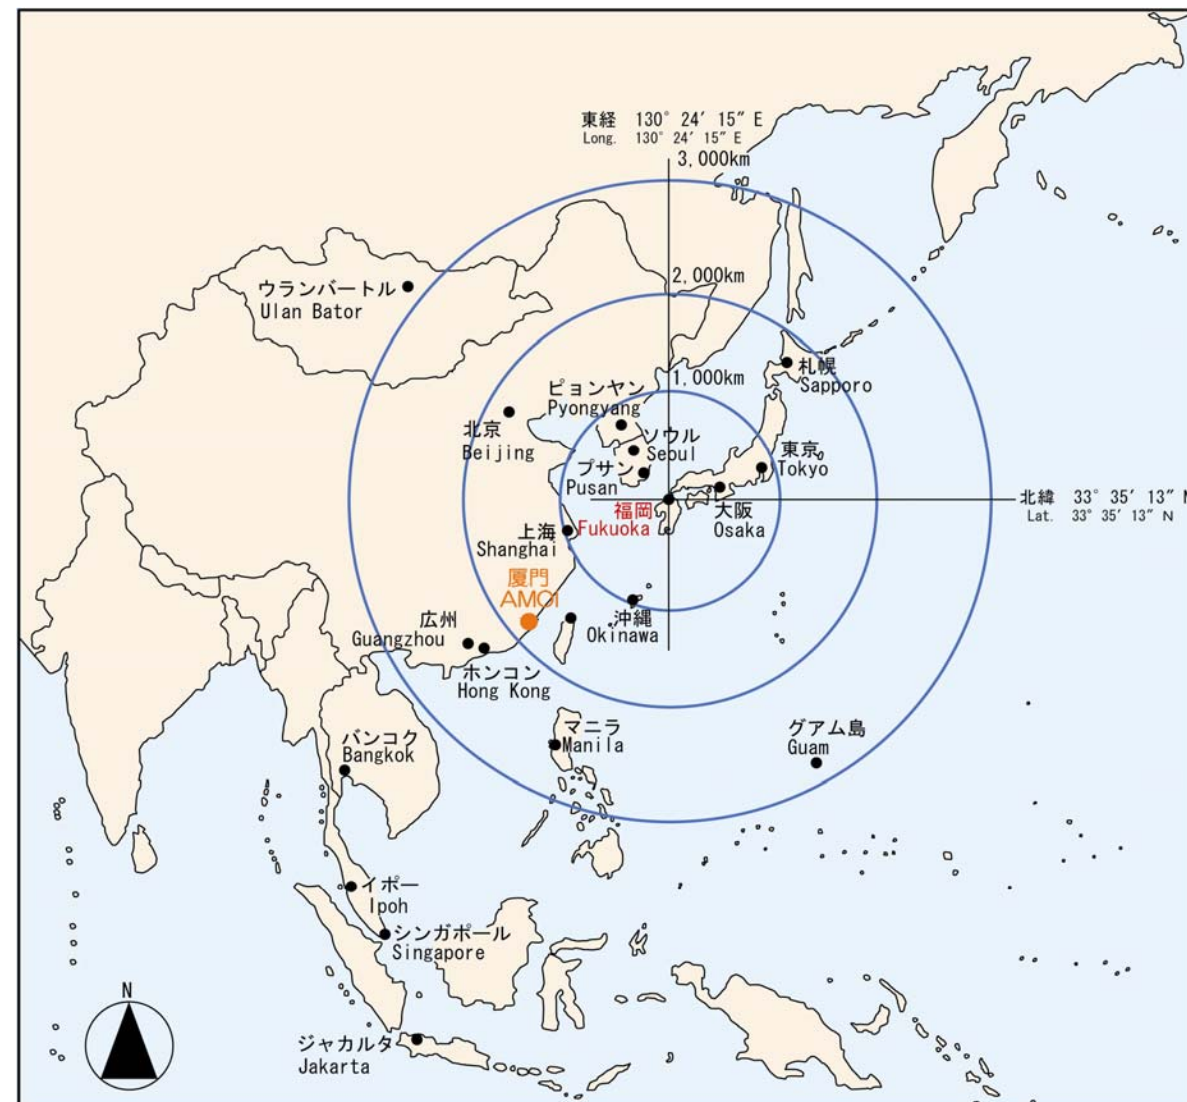 東経 130° 24′ 15″ E
Long. 130° 24′ 15″ E
3,000km
2,000km
ウランバートル
Ulan Bator
札幌
Sapporo
1,000km
ピョンヤン
Pyongyang
北京
Beijing
ソウル
Seoul
東京
Tokyo
プサン
Pusan
北緯 33° 35′ 13″ N
Lat. 33° 35′ 13″ N
福岡
Fukuoka
大阪
Osaka
上海
Shanghai
厦門
AMOI
広州
Guangzhou
沖縄
Okinawa
ホンコン
Hong Kong
マニラ
Manila
グアム島
Guam
バンコク
Bangkok
イポー
Ipoh
シンガポール
Singapore
N
ジャカルタ
Jakarta